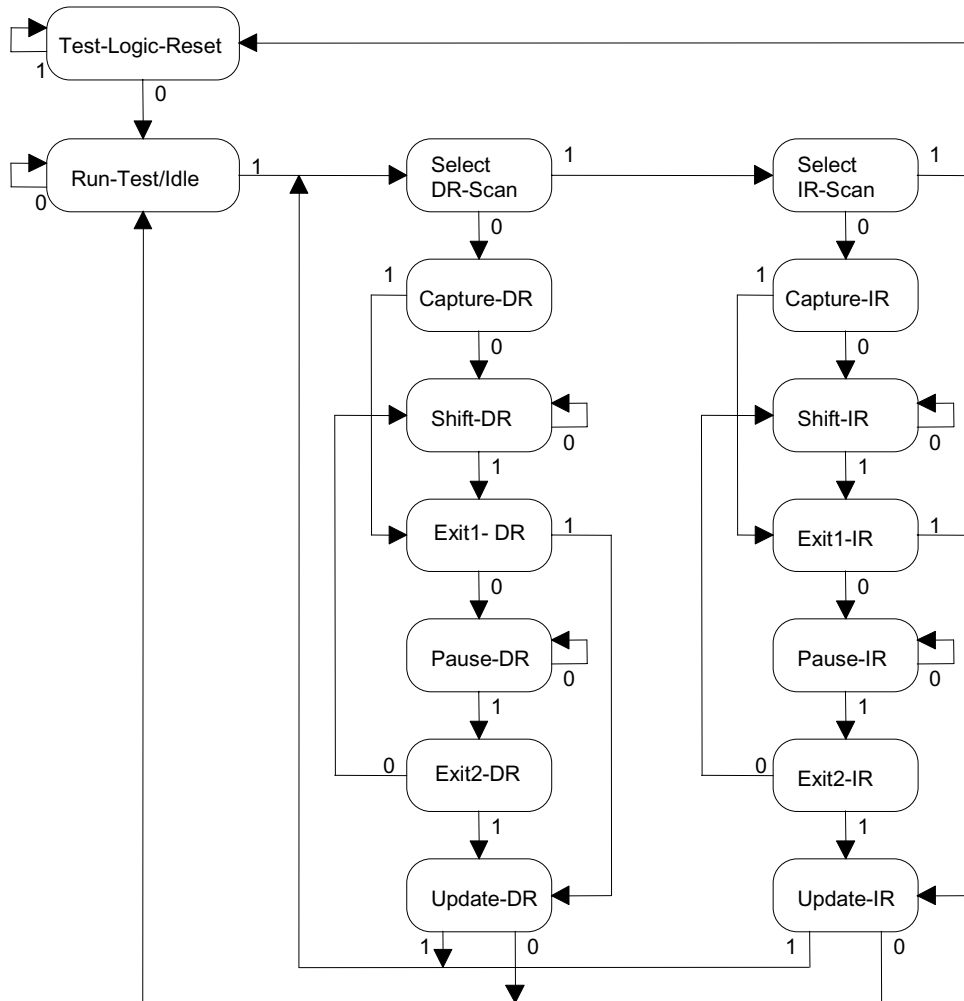 Test-Logic-Reset
1
0
Run-Test/Idle
0
1
Select
DR-Scan
1
0
Select
IR-Scan
1
0
1
Capture-DR
0
1
Capture-IR
0
Shift-DR
0
1
Shift-IR
0
1
Exit1- DR
1
0
Exit1-IR
1
0
Pause-DR
0
1
Pause-IR
0
1
0
Exit2-DR
1
0
Exit2-IR
1
Update-DR
1
0
Update-IR
1
0